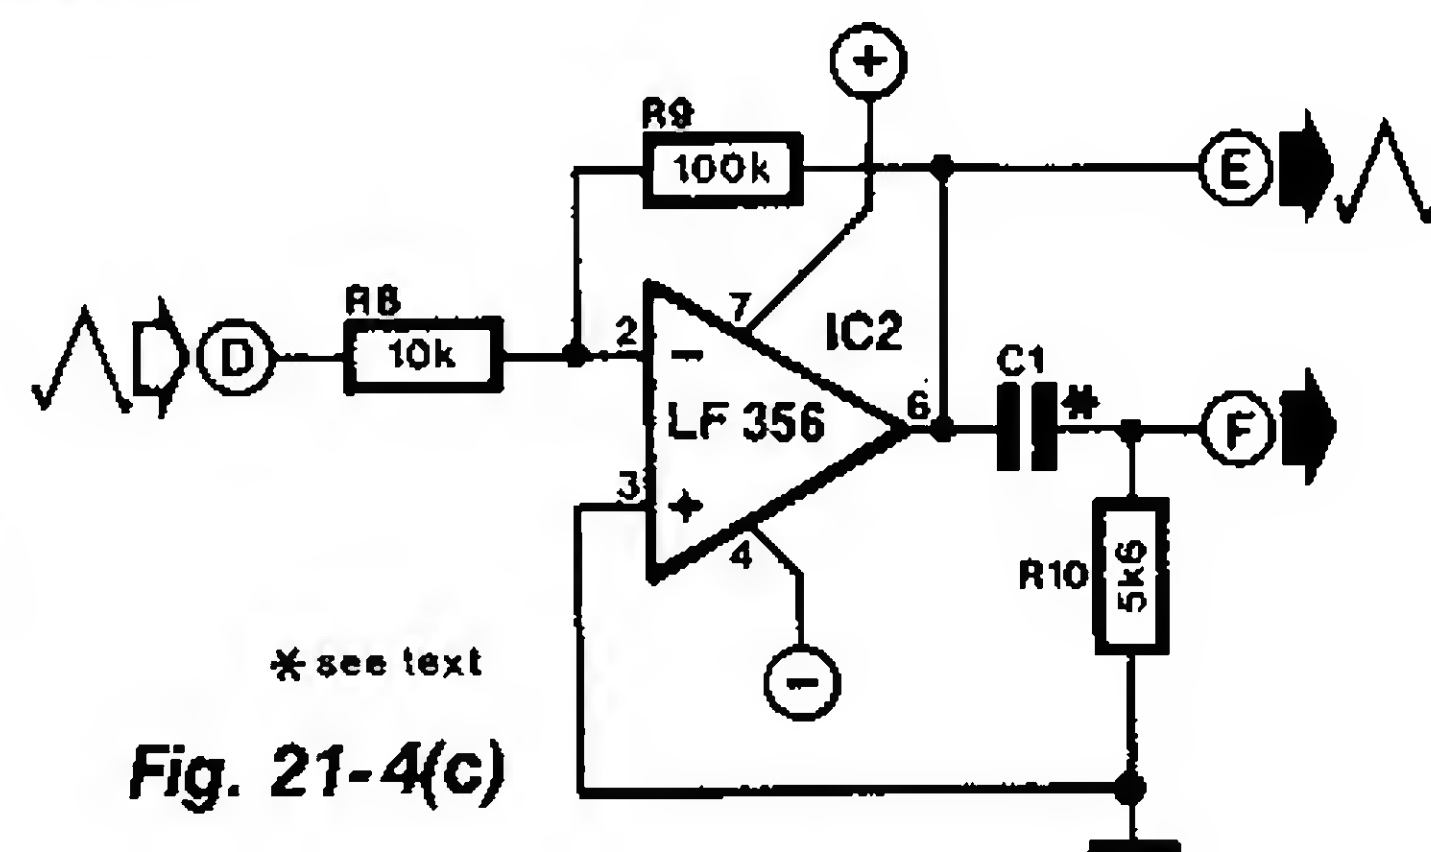 +
R9
100k
E
R8
7
IC2
D
10k
2
−
C1
*
LF 356
6
F
3
+
4
R10
5k6
* see text
−
Fig. 21-4(c)